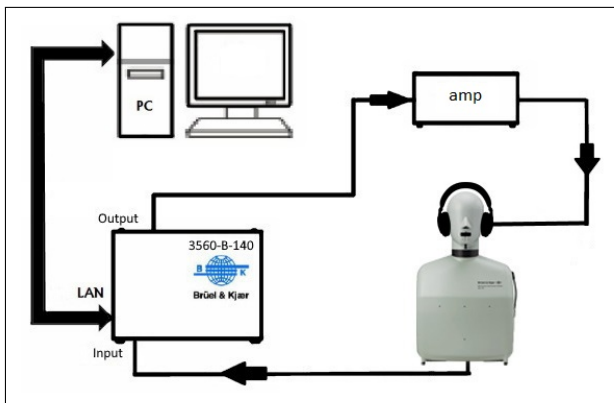 PC
amp
Output
3560-B-140
B K
Brüel & Kjær
LAN
Input